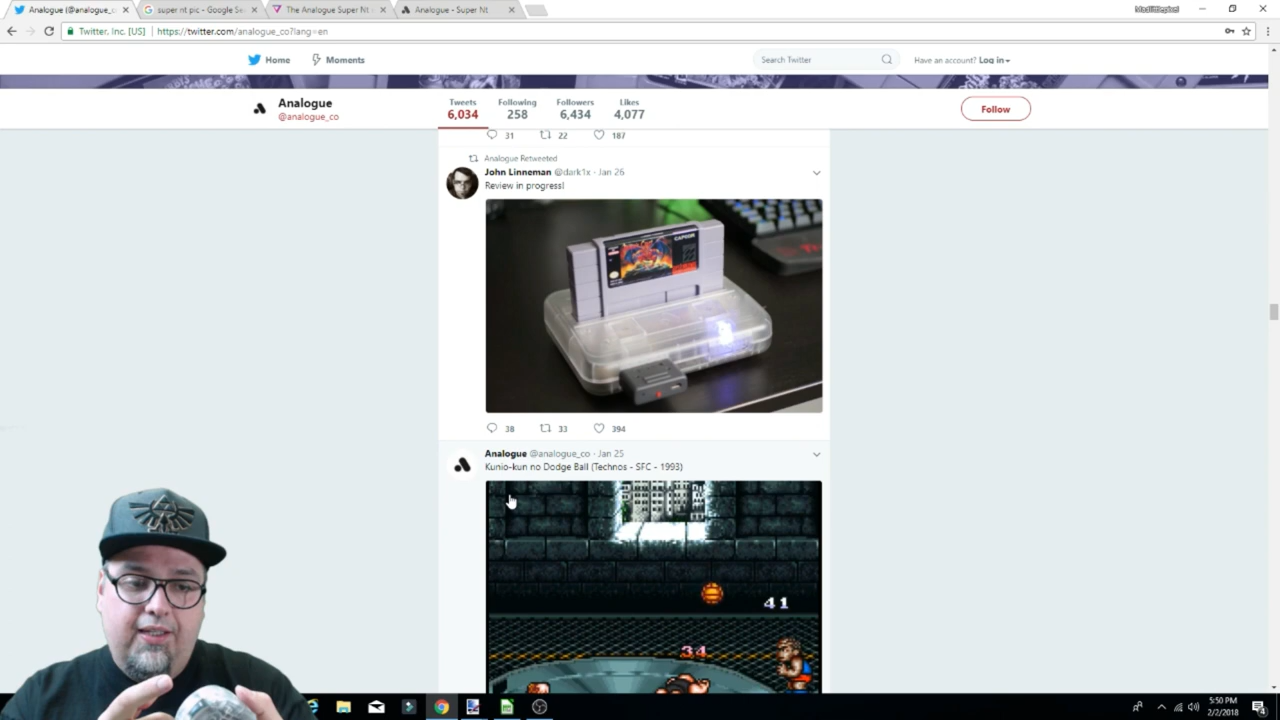 Analogue (@analogue_c
super nt pic - Google Se
The Analogue Super Nt
Analogue - Super Nt
Madlittlepixel
Twitter, Inc. [US]
https://twitter.com/analogue_co?lang=en
Home
Moments
Search Twitter
Have an account? Log in
Analogue
@analogue_co
Tweets
6,034
Following
258
Followers
6,434
Likes
4,077
Follow
31
22
187
Analogue Retweeted
John Linneman @dark1x · Jan 26
Review in progress!
CAPCOM
38
33
394
Analogue @analogue_co · Jan 25
Kunio-kun no Dodge Ball (Technos - SFC - 1993)
41
34
5:50 PM
2/2/2018